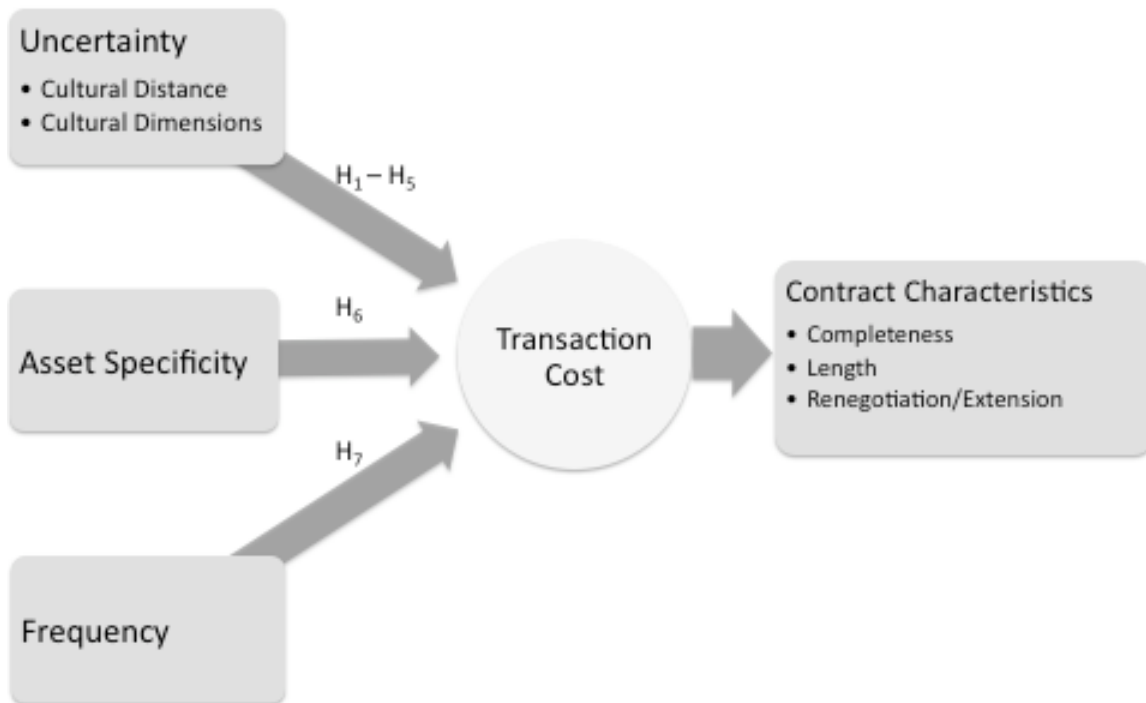 Uncertainty
• Cultural Distance
• Cultural Dimensions
H₁ – H₅
Asset Specificity
H₆
Transaction
Cost
Contract Characteristics
• Completeness
• Length
• Renegotiation/Extension
H₇
Frequency